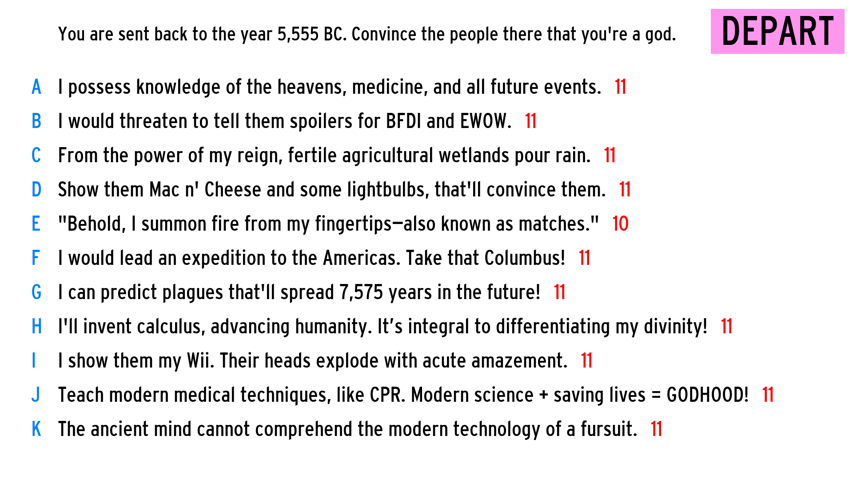 You are sent back to the year 5,555 BC. Convince the people there that you're a god.
DEPART
A I possess knowledge of the heavens, medicine, and all future events. 11
B I would threaten to tell them spoilers for BFDI and EWOW. 11
C From the power of my reign, fertile agricultural wetlands pour rain. 11
D Show them Mac n' Cheese and some lightbulbs, that'll convince them. 11
E "Behold, I summon fire from my fingertips—also known as matches." 10
F I would lead an expedition to the Americas. Take that Columbus! 11
G I can predict plagues that'll spread 7,575 years in the future! 11
H I'll invent calculus, advancing humanity. It’s integral to differentiating my divinity! 11
I I show them my Wii. Their heads explode with acute amazement. 11
J Teach modern medical techniques, like CPR. Modern science + saving lives = GODHOOD! 11
K The ancient mind cannot comprehend the modern technology of a fursuit. 11